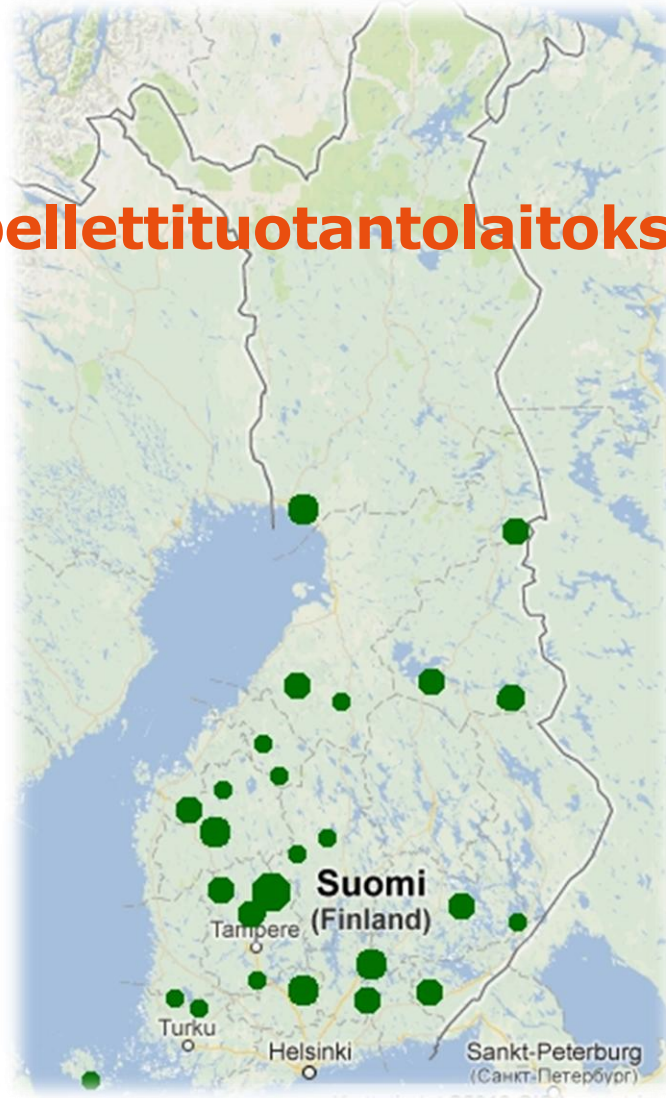 pellettituotantolaitoks
Suomi
(Finland)
Tampere
Turku
Helsinki
Sankt-Peterburg
(Санкт-Петербург)